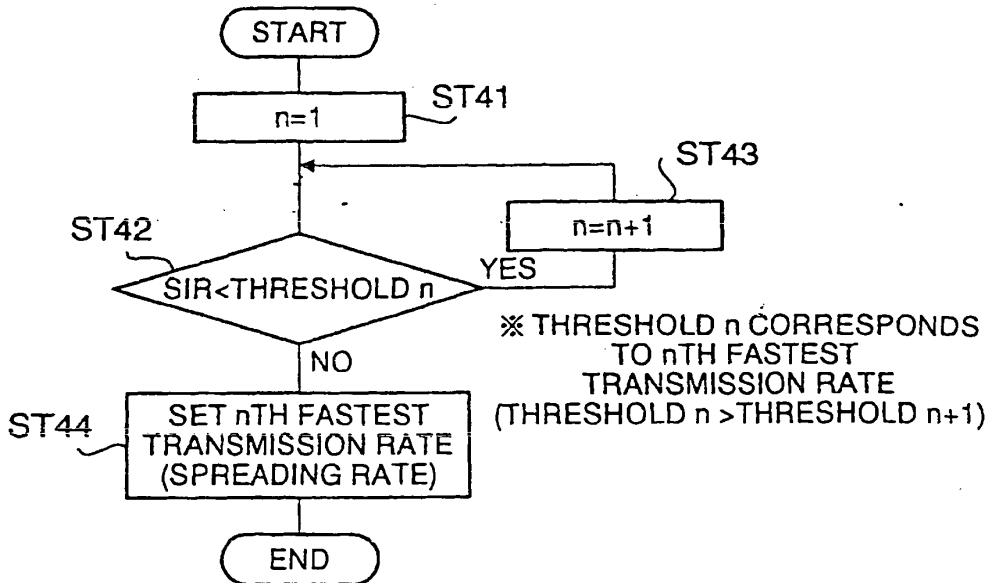 START
n=1
ST41
ST43
n=n+1
ST42
SIR<THRESHOLD n
YES
NO
※ THRESHOLD n CORRESPONDS
TO nTH FASTEST
TRANSMISSION RATE
(THRESHOLD n >THRESHOLD n+1)
ST44
SET nTH FASTEST
TRANSMISSION RATE
(SPREADING RATE)
END